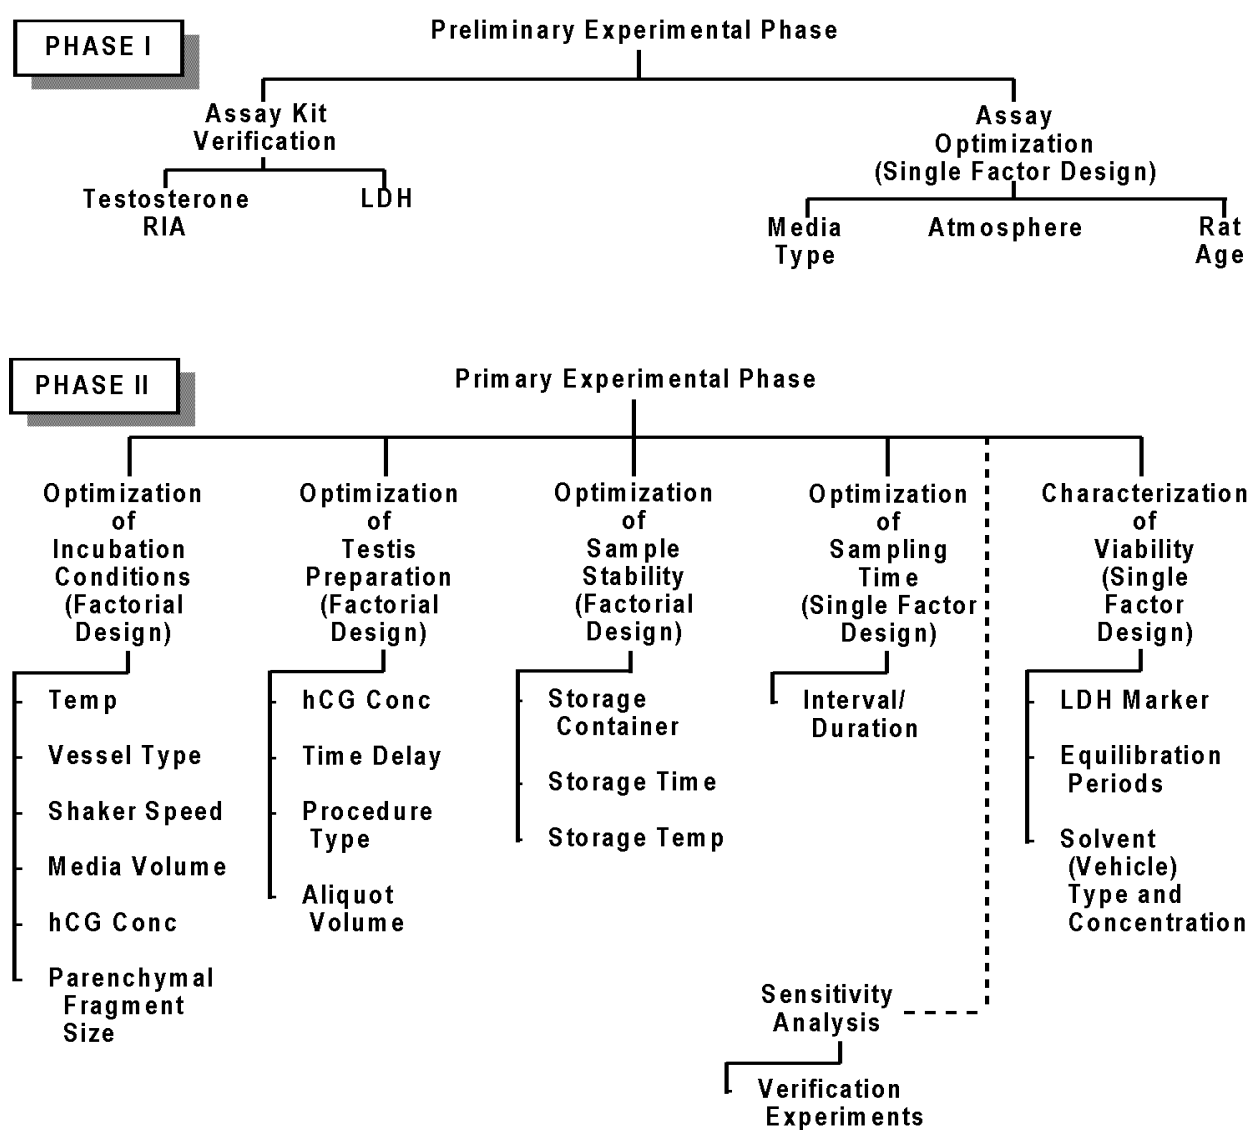 PHASE I
Preliminary Experimental Phase
Assay Kit
Verification
Testosterone
RIA
LDH
Assay
Optimization
(Single Factor Design)
Media
Type
Atmosphere
Rat
Age
PHASE II
Primary Experimental Phase
Optimization
of
Incubation
Conditions
(Factorial
Design)
Temp
Vessel Type
Shaker Speed
Media Volume
hCG Conc
Parenchymal
Fragment
Size
Optimization
of
Testis
Preparation
(Factorial
Design)
hCG Conc
Time Delay
Procedure
Type
Aliquot
Volume
Optimization
of
Sample
Stability
(Factorial
Design)
Storage
Container
Storage Time
Storage Temp
Optimization
of
Sampling
Time
(Single Factor
Design)
Interval/
Duration
Characterization
of
Viability
(Single
Factor
Design)
LDH Marker
Equilibration
Periods
Solvent
(Vehicle)
Type and
Concentration
Sensitivity
Analysis
Verification
Experiments